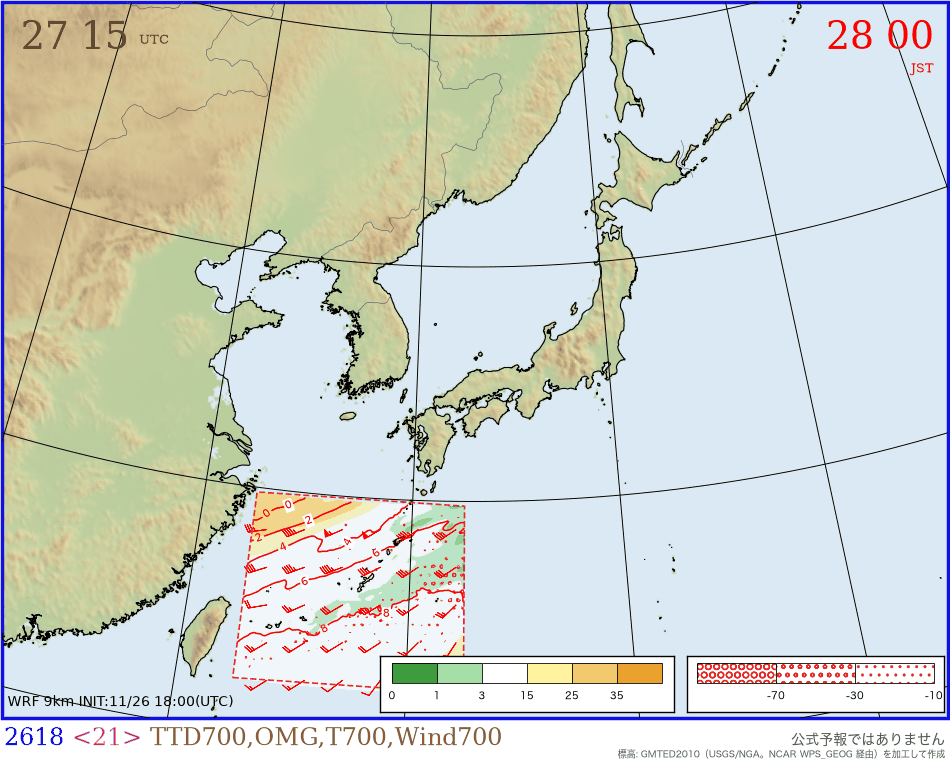 27 15 UTC
28 00
JST
0
0
2
2
4
4
6
6
8
8
0 1 3 15 25 35
-70 -30 -10
WRF 9km INIT:11/26 18:00(UTC)
2618 <21> TTD700,OMG,T700,Wind700
公式予報ではありません
標高: GMTED2010（USGS/NGA。NCAR WPS_GEOG 経由）を加工して作成